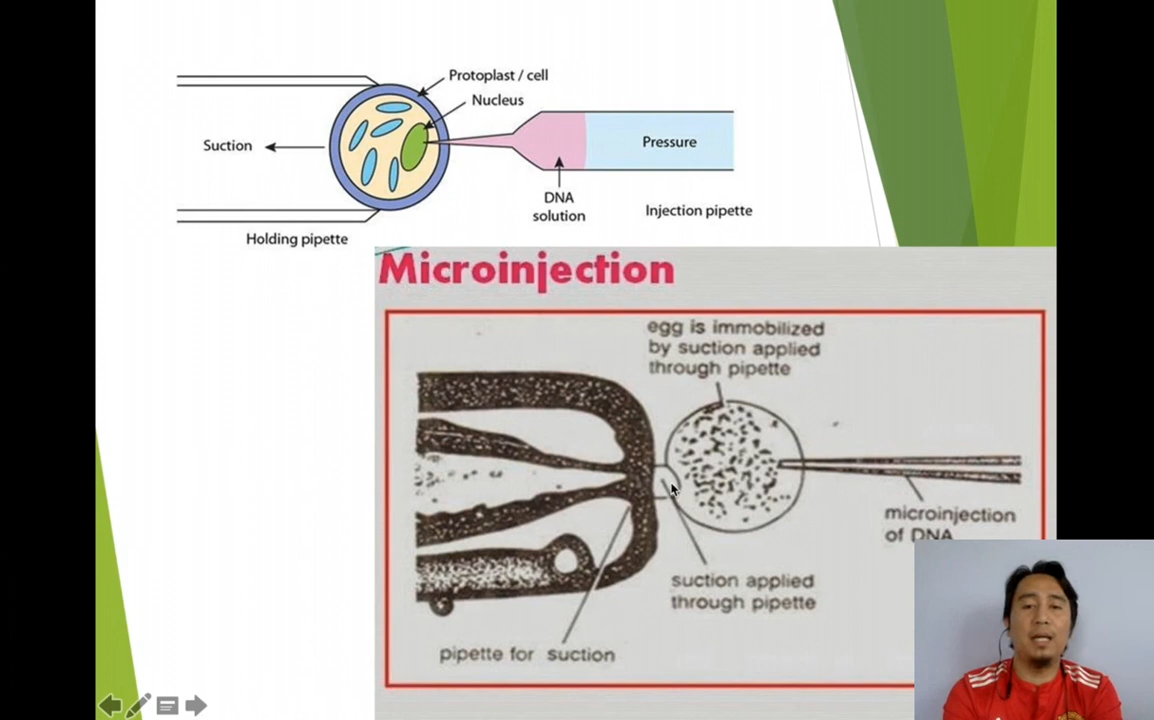 Protoplast / cell
Nucleus
Suction
Pressure
DNA
solution
Injection pipette
Holding pipette
Microinjection
egg is immobilized
by suction applied
through pipette
microinjection
of DNA
suction applied
through pipette
pipette for suction